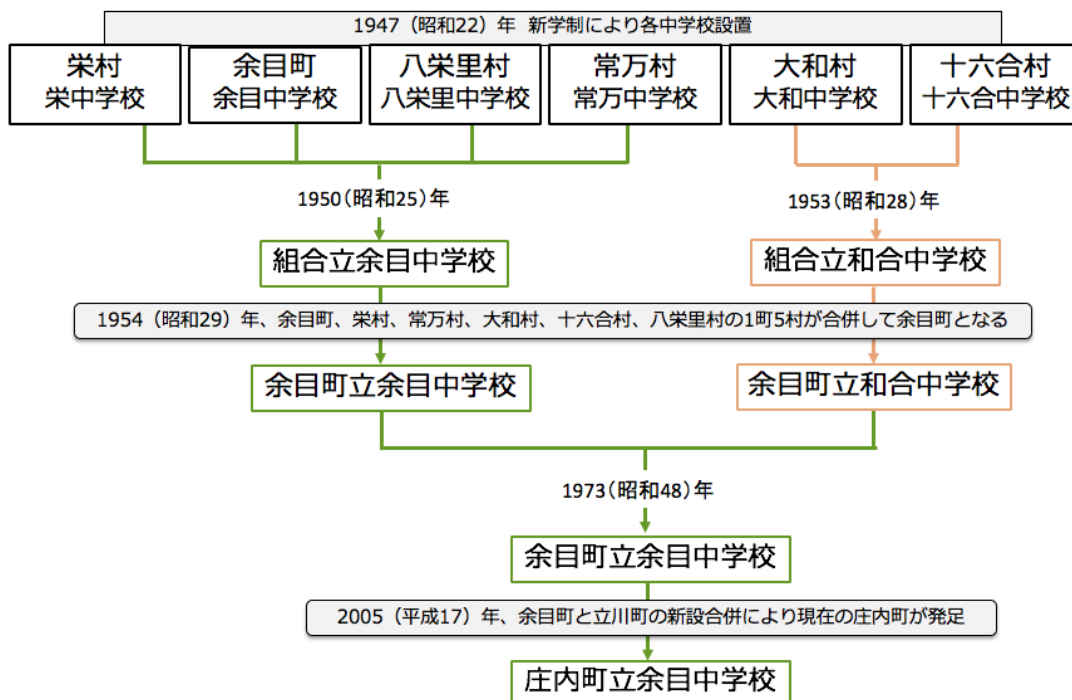 1947（昭和22）年 新学制により各中学校設置
栄村
栄中学校
余目町
余目中学校
八栄里村
八栄里中学校
常万村
常万中学校
大和村
大和中学校
十六合村
十六合中学校
1950（昭和25）年
1953（昭和28）年
組合立余目中学校
組合立和合中学校
1954（昭和29）年、余目町、栄村、常万村、大和村、十六合村、八栄里村の1町5村が合併して余目町となる
余目町立余目中学校
余目町立和合中学校
1973（昭和48）年
余目町立余目中学校
2005（平成17）年、余目町と立川町の新設合併により現在の庄内町が発足
庄内町立余目中学校